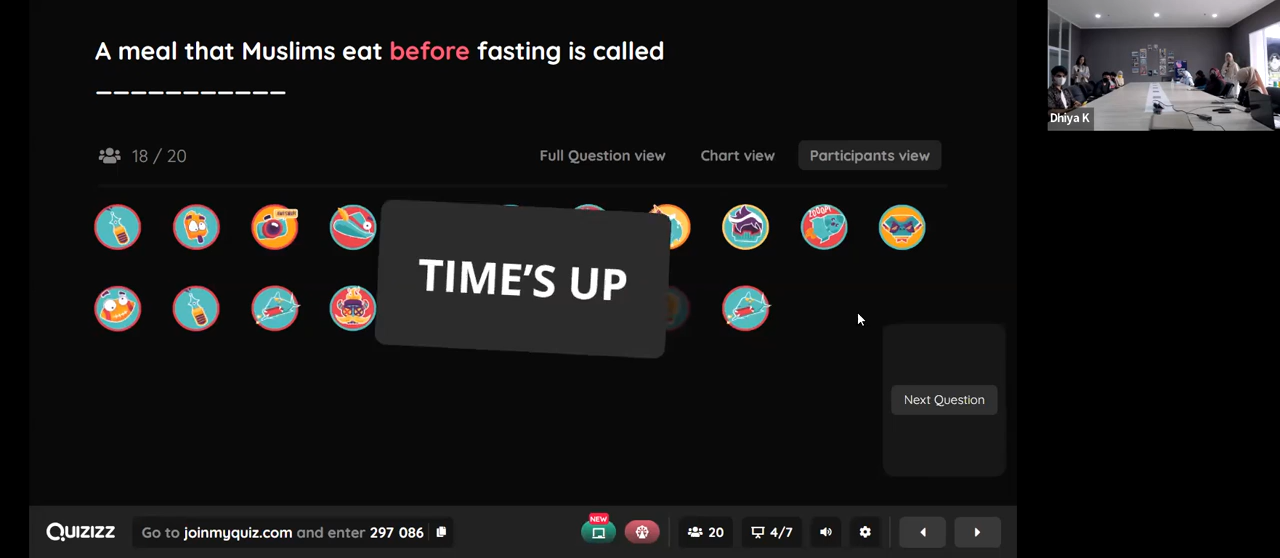 A meal that Muslims eat before fasting is called
___________
18 / 20
Full Question view
Chart view
Participants view
TIME'S UP
Next Question
QUIZIZZ
Go to joinmyquiz.com and enter 297 086
NEW
20
4/7
Dhiya K